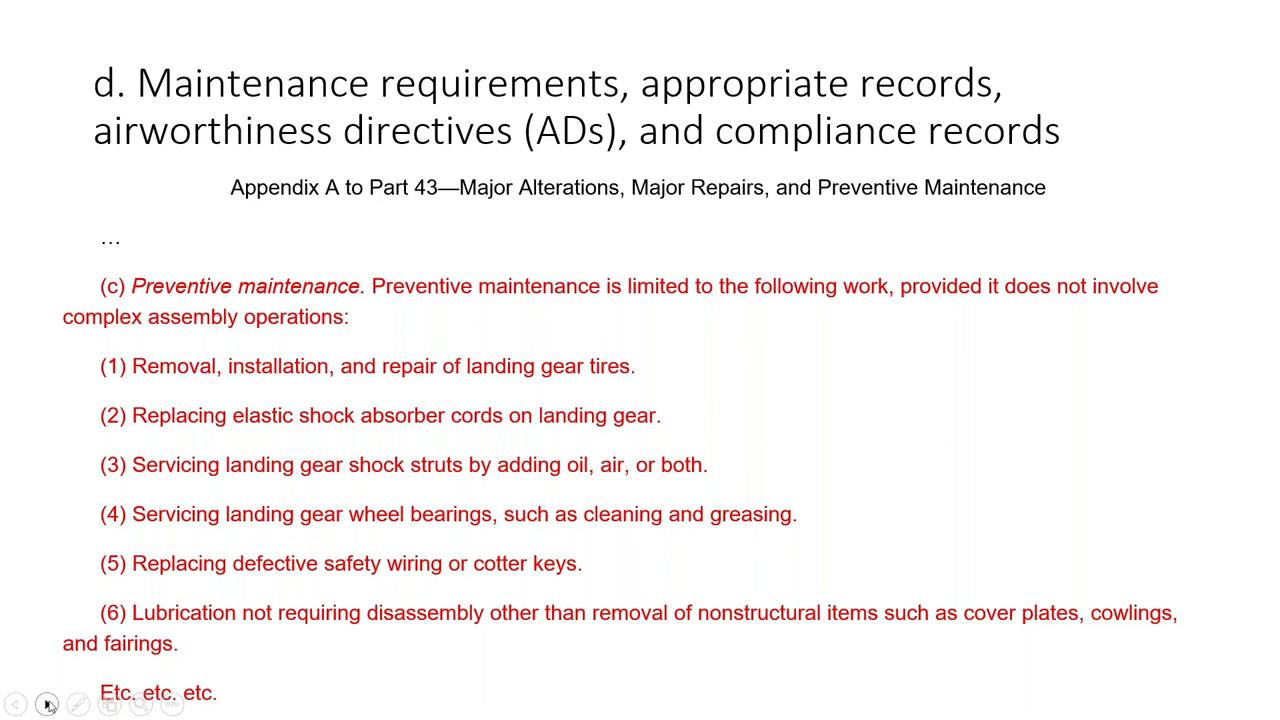 d. Maintenance requirements, appropriate records,
airworthiness directives (ADs), and compliance records
Appendix A to Part 43—Major Alterations, Major Repairs, and Preventive Maintenance
…
(c) Preventive maintenance. Preventive maintenance is limited to the following work, provided it does not involve
complex assembly operations:
(1) Removal, installation, and repair of landing gear tires.
(2) Replacing elastic shock absorber cords on landing gear.
(3) Servicing landing gear shock struts by adding oil, air, or both.
(4) Servicing landing gear wheel bearings, such as cleaning and greasing.
(5) Replacing defective safety wiring or cotter keys.
(6) Lubrication not requiring disassembly other than removal of nonstructural items such as cover plates, cowlings,
and fairings.
Etc. etc. etc.